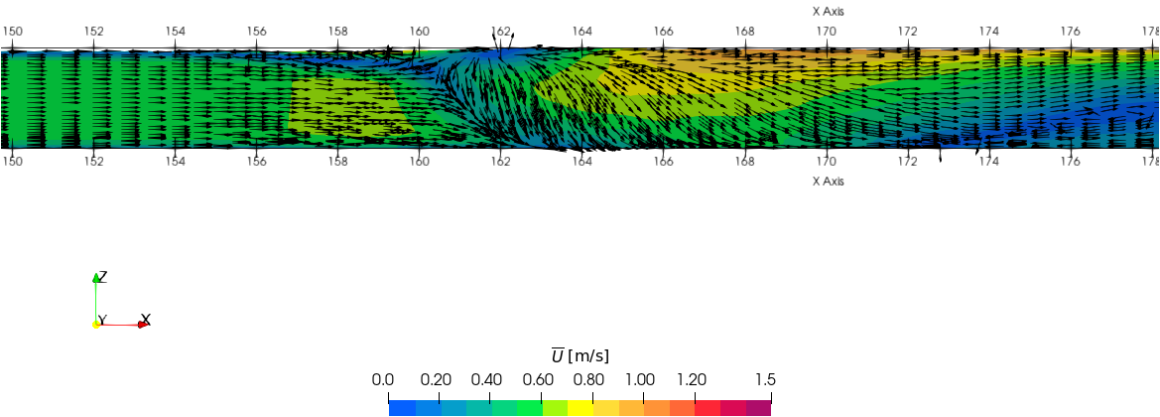 X Axis
150 152 154 156 158 160 162 164 166 168 170 172 174 176 178
150 152 154 156 158 160 162 164 166 168 170 172 174 176 178
X Axis
Z
Y X
U [m/s]
0.0 0.20 0.40 0.60 0.80 1.00 1.20 1.5